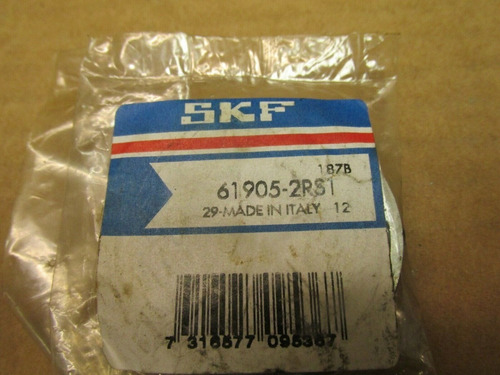 SKF
187B
61905-2RS1
29-MADE IN ITALY 12
7 316577 095367